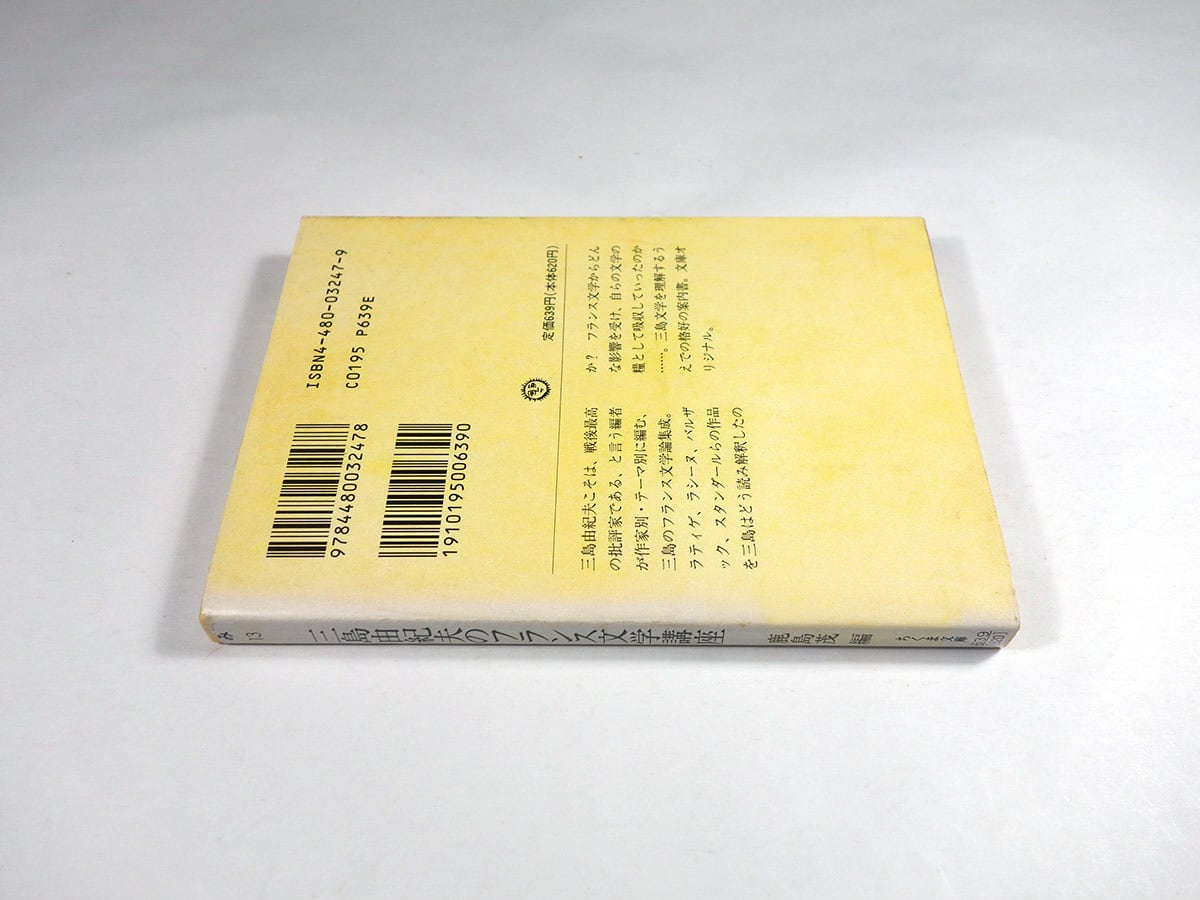 ISBN4-480-03247-9
C0195 P639E
9784480032478
1910195006390
定価639円(本体620円)
三島由紀夫こそは、戦後最高
の批評家である、と言う編者
が作家別・テーマ別に編む、
三島のフランス文学論集成。
ラディゲ、ラシーヌ、バルザ
ック、スタンダールらの作品
を三島はどう読み解釈したの
か? フランス文学からどん
な影響を受け、自らの文学の
糧として吸収していったのか
……。三島文学を理解するう
えでの格好の案内書。文庫オ
リジナル。
み 13
三島由紀夫のフランス文学講座
鹿島茂 編
ちくま文庫
639
[620]